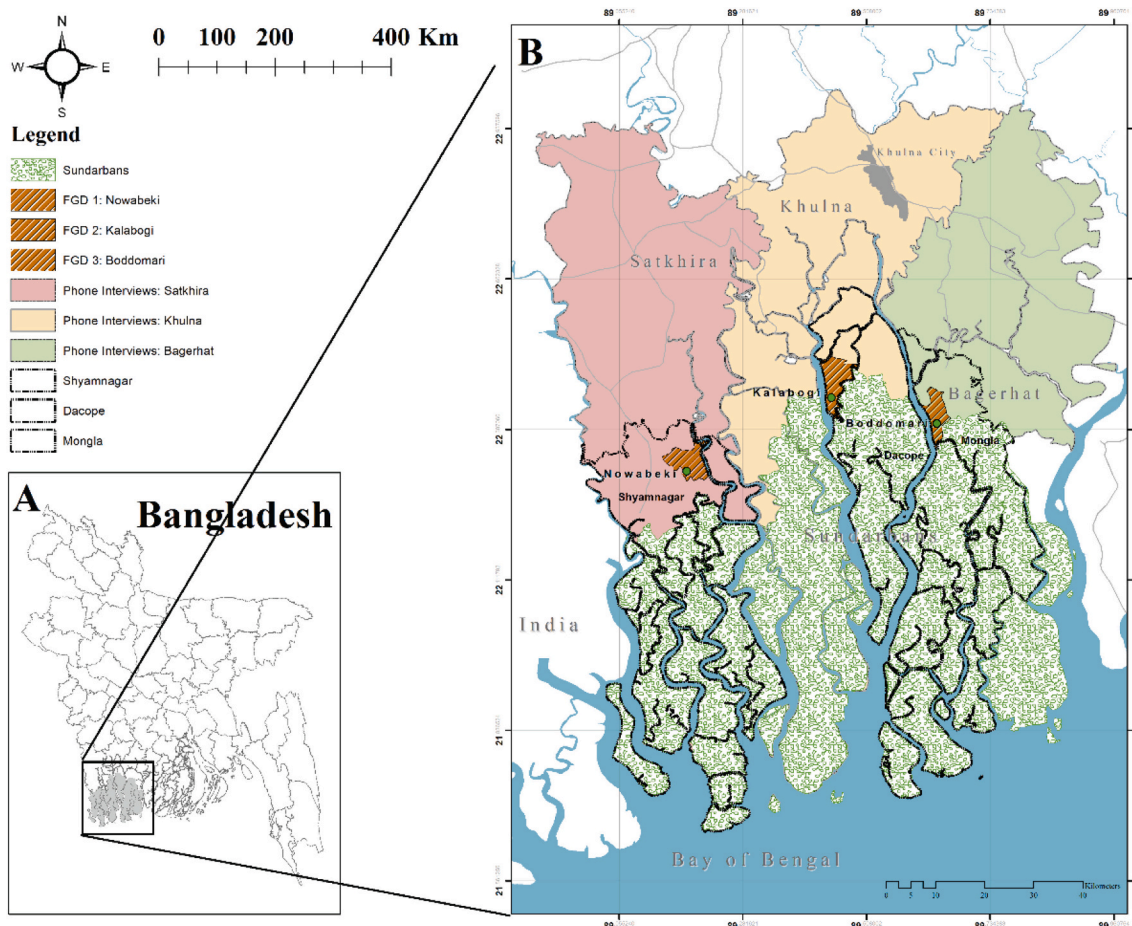 N
W E
S
0 100 200 400 Km
Legend
Sundarbans
FGD 1: Nowabeki
FGD 2: Kalabogi
FGD 3: Boddomari
Phone Interviews: Satkhira
Phone Interviews: Khulna
Phone Interviews: Bagerhat
Shyamnagar
Dacope
Mongla
A
Bangladesh
B
Khulna City
Khulna
Satkhira
Kalabogi
Bagerhat
Boddomari
Mongla
Dacope
Nowabeki
Shyamnagar
Sundarbans
India
Bay of Bengal
Kilometers
0 5 10 20 30 40